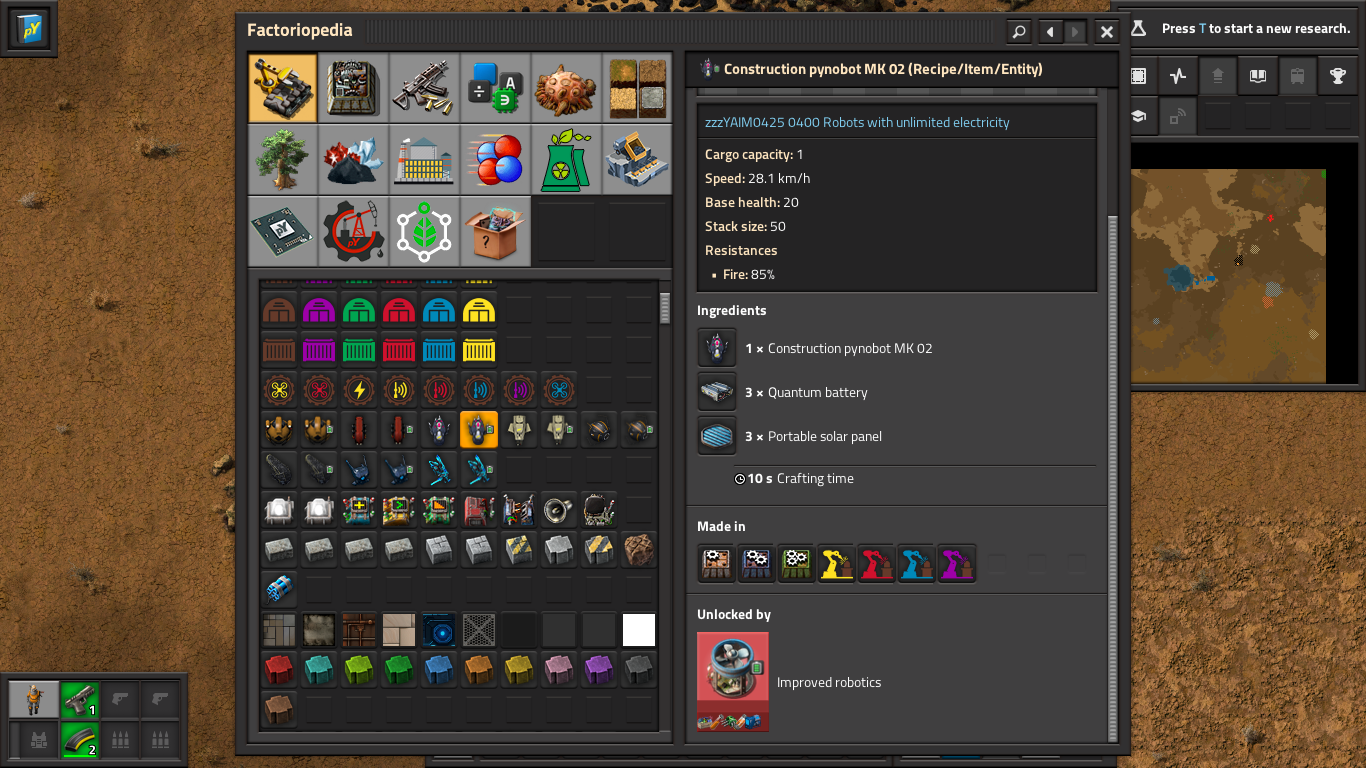 pY
Factoriopedia
Press T to start a new research.
A
?
pY
pY
Construction pynobot MK 02 (Recipe/Item/Entity)
zzzYAIM0425 0400 Robots with unlimited electricity
Cargo capacity: 1
Speed: 28.1 km/h
Base health: 20
Stack size: 50
Resistances
▪ Fire: 85%
Ingredients
1 × Construction pynobot MK 02
3 × Quantum battery
3 × Portable solar panel
10 s Crafting time
Made in
Unlocked by
Improved robotics
1
2